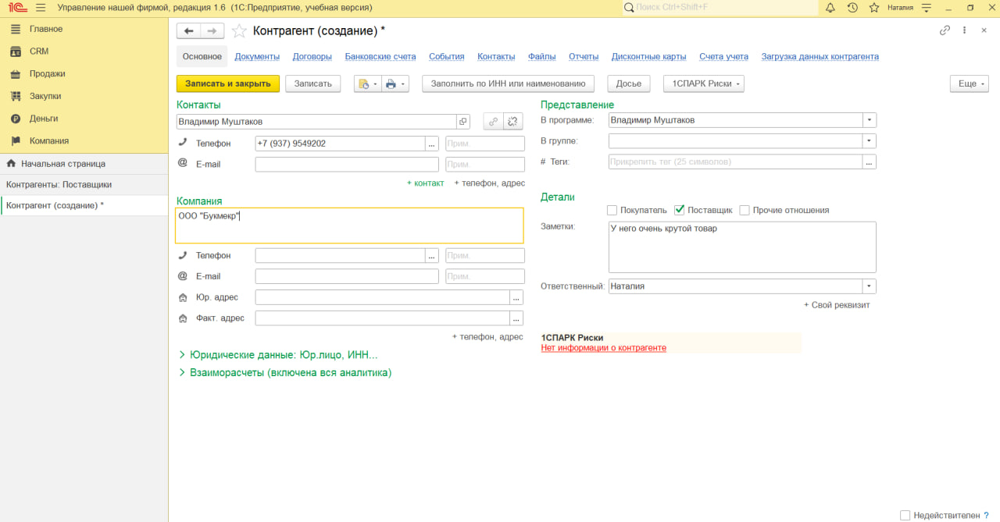 Управление нашей фирмой, редакция 1.6 (1С:Предприятие, учебная версия)
Поиск Ctrl+Shift+F
Наталия
Главное
CRM
Продажи
Закупки
Деньги
Компания
Начальная страница
Контрагенты: Поставщики
Контрагент (создание) *
Контрагент (создание) *
Основное Документы Договоры Банковские счета События Контакты Файлы Отчеты Дисконтные карты Счета учета Загрузка данных контрагента
Записать и закрыть Записать Заполнить по ИНН или наименованию Досье 1СПАРК Риски Еще
Контакты
Владимир Муштаков
Телефон +7 (937) 9549202 ... Прим.
@ E-mail Прим.
+ контакт + телефон, адрес
Компания
ООО "Букмекр"
Телефон ... Прим.
@ E-mail Прим.
Юр. адрес ...
Факт. адрес ...
+ телефон, адрес
Юридические данные: Юр.лицо, ИНН...
Взаиморасчеты (включена вся аналитика)
Представление
В программе: Владимир Муштаков
В группе:
# Теги: Прикрепить тег (25 символов) ...
Детали
Покупатель Поставщик Прочие отношения
Заметки: У него очень крутой товар
Ответственный: Наталия
+ Свой реквизит
1СПАРК Риски
Нет информации о контрагенте
Недействителен ?